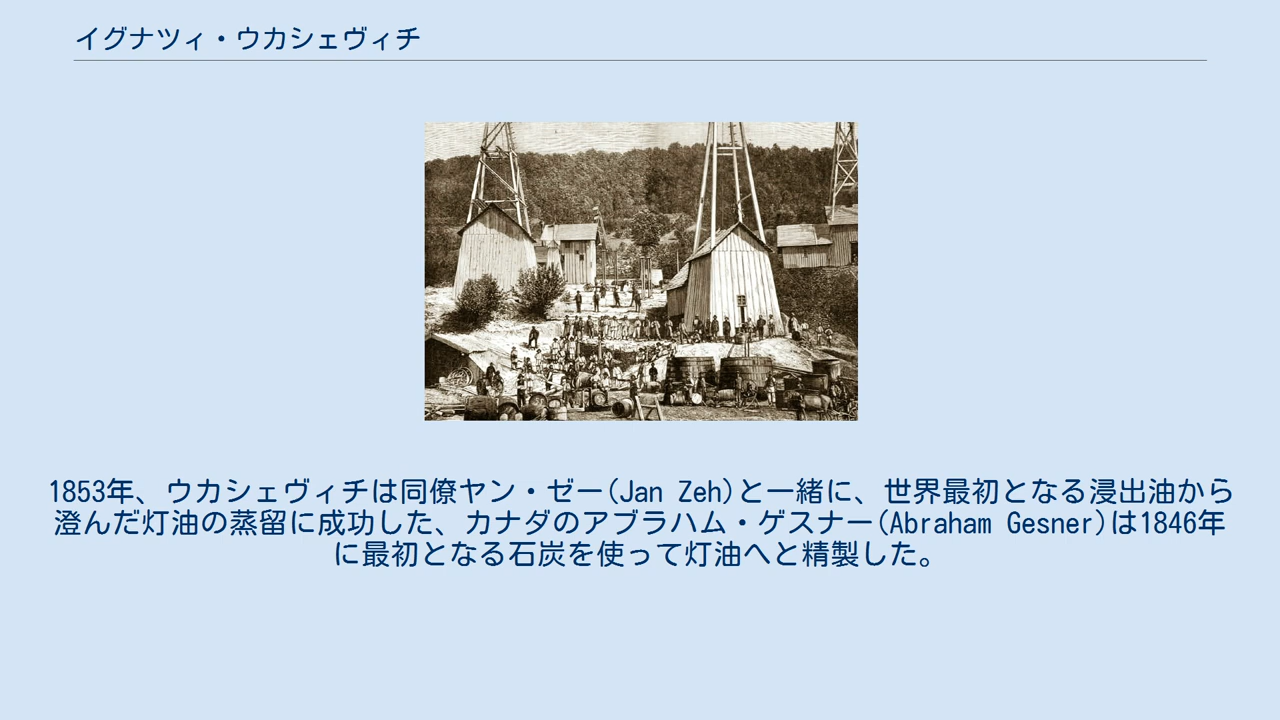 イグナツィ・ウカシェヴィチ
1853年、ウカシェヴィチは同僚ヤン・ゼー(Jan Zeh)と一緒に、世界最初となる浸出油から
澄んだ灯油の蒸留に成功した、カナダのアブラハム・ゲスナー(Abraham Gesner)は1846年
に最初となる石炭を使って灯油へと精製した。